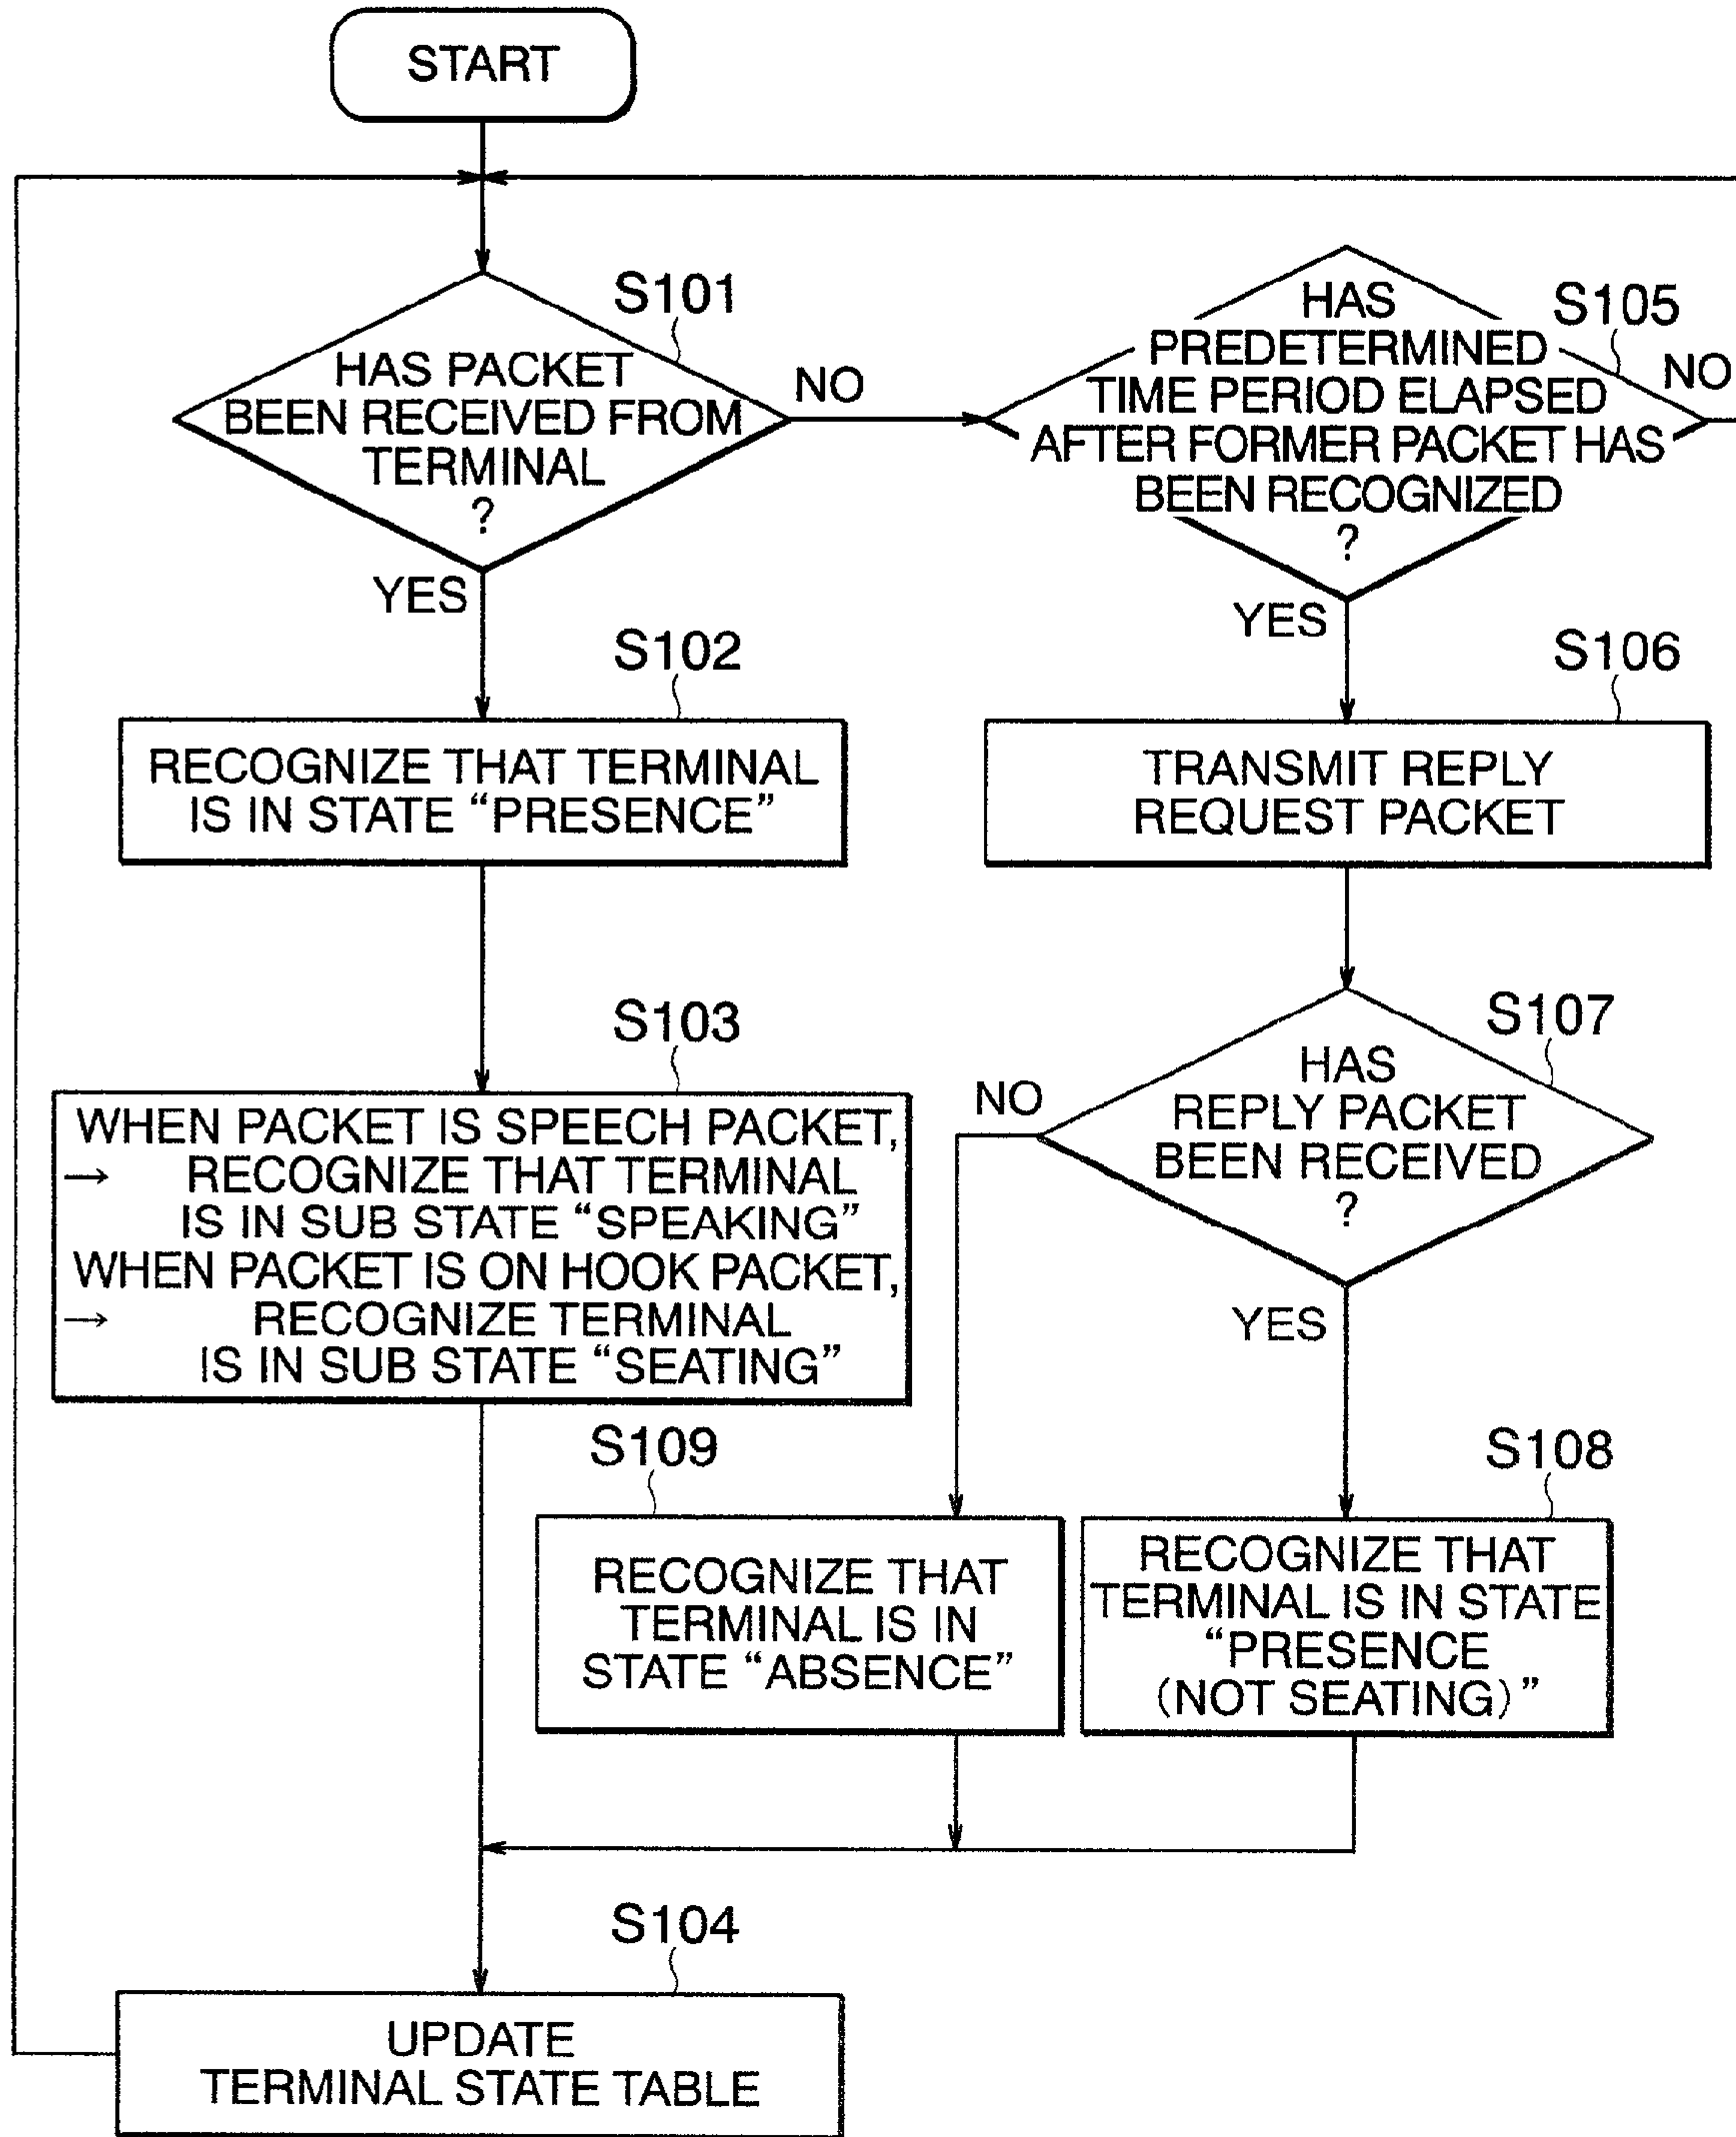 START
S101
HAS PACKET
BEEN RECEIVED FROM
TERMINAL
?
NO
YES
S105
HAS
PREDETERMINED
TIME PERIOD ELAPSED
AFTER FORMER PACKET HAS
BEEN RECOGNIZED
?
NO
YES
S102
RECOGNIZE THAT TERMINAL
IS IN STATE “PRESENCE”
S106
TRANSMIT REPLY
REQUEST PACKET
S103
WHEN PACKET IS SPEECH PACKET,
→ RECOGNIZE THAT TERMINAL
IS IN SUB STATE “SPEAKING”
WHEN PACKET IS ON HOOK PACKET,
→ RECOGNIZE TERMINAL
IS IN SUB STATE “SEATING”
S107
HAS
REPLY PACKET
BEEN RECEIVED
?
NO
YES
S109
RECOGNIZE THAT
TERMINAL IS IN
STATE “ABSENCE”
S108
RECOGNIZE THAT
TERMINAL IS IN STATE
“PRESENCE
(NOT SEATING)”
S104
UPDATE
TERMINAL STATE TABLE